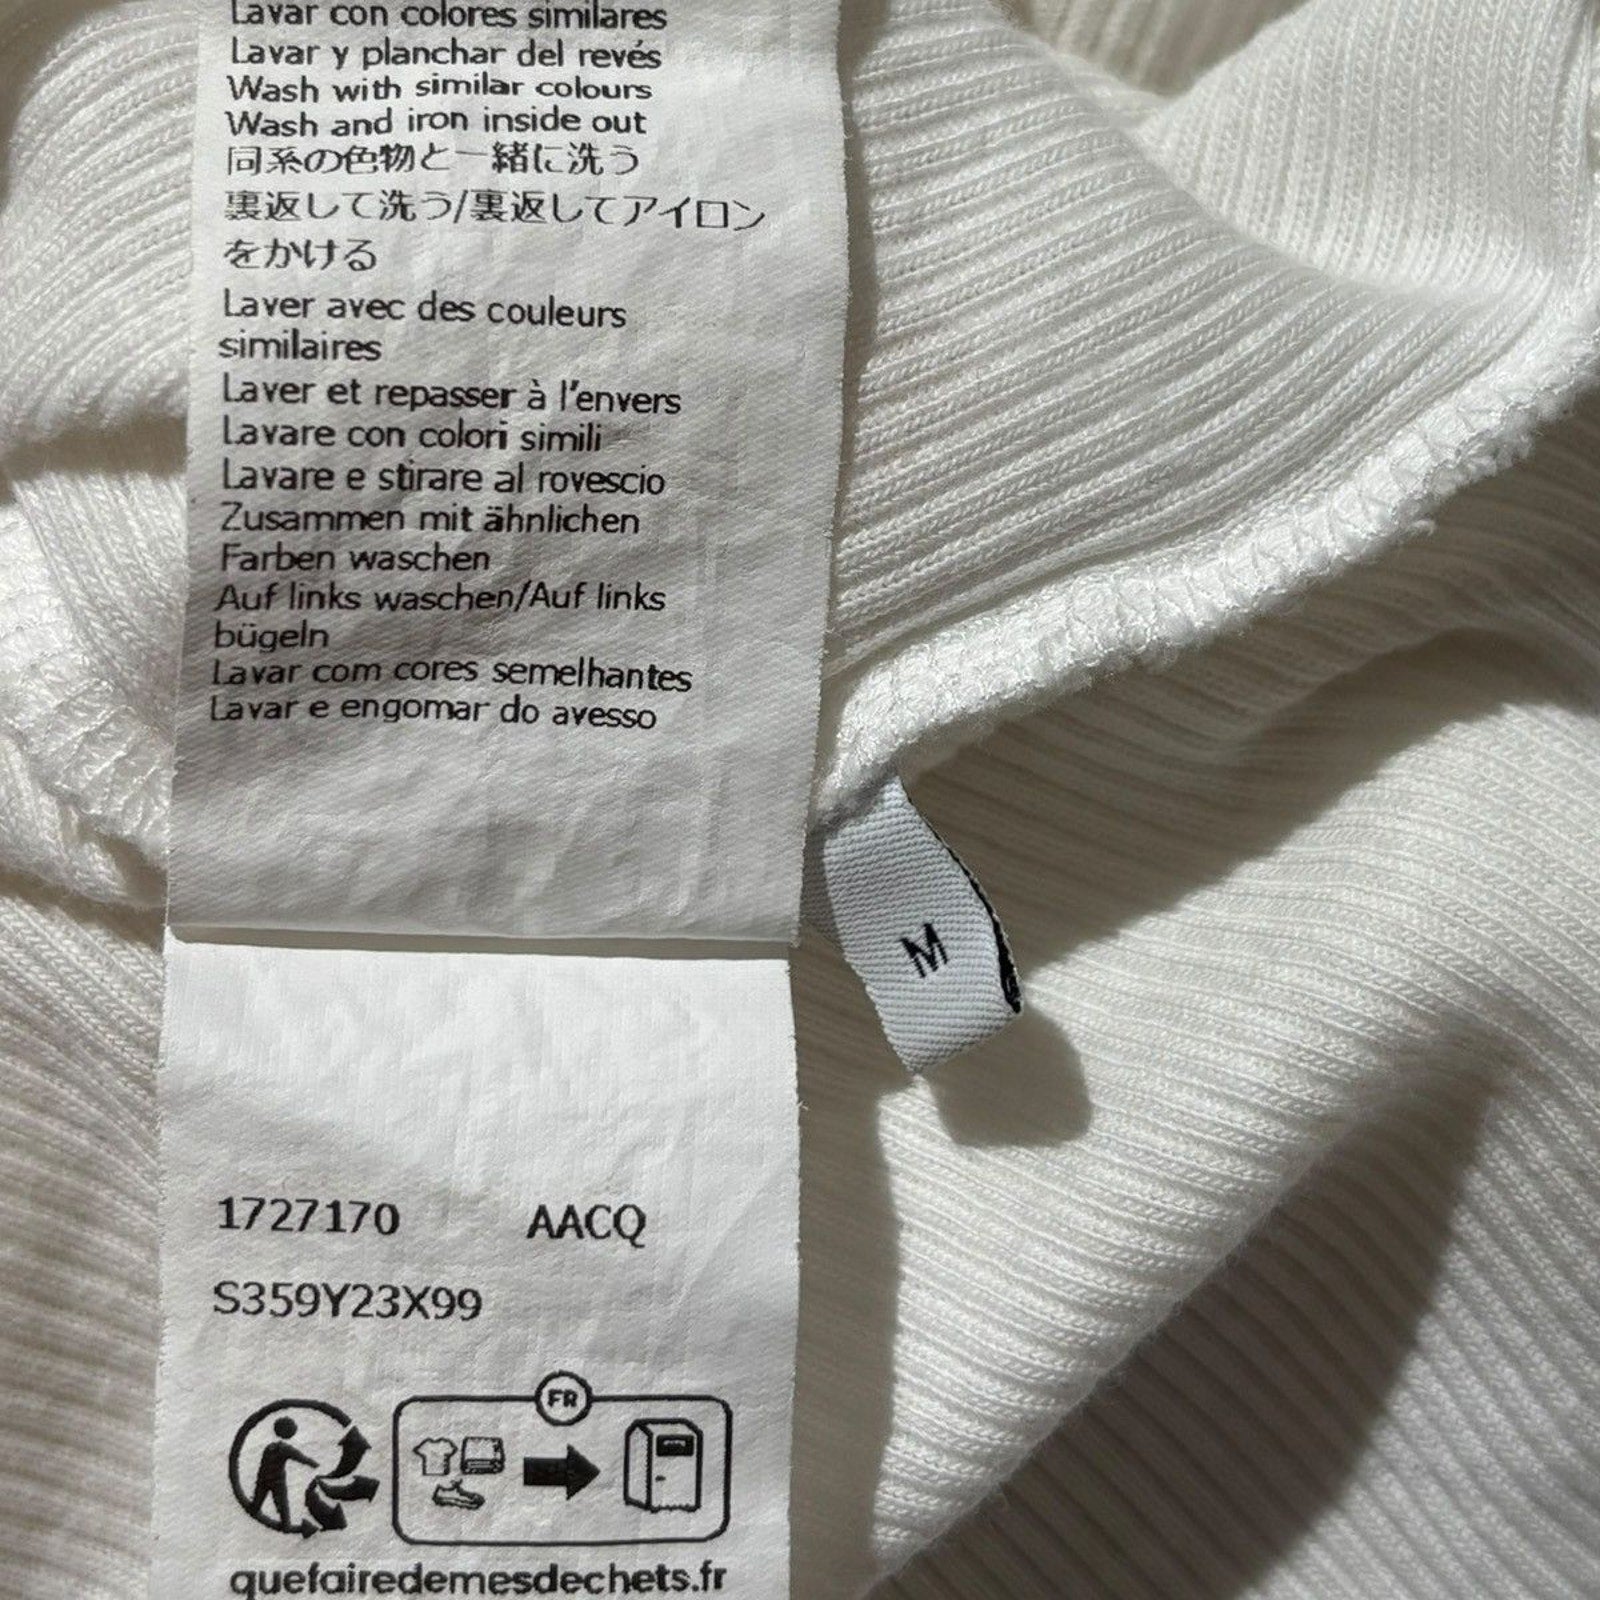 Lavar con colores similares
Lavar y planchar del revés
Wash with similar colours
Wash and iron inside out
同系の色物と一緒に洗う
裏返して洗う/裏返してアイロン
をかける
Laver avec des couleurs
similaires
Laver et repasser à l'envers
Lavare con colori simili
Lavare e stirare al rovescio
Zusammen mit ähnlichen
Farben waschen
Auf links waschen/Auf links
bügeln
Lavar com cores semelhantes
Lavar e engomar do avesso
M
1727170 AACQ
S359Y23X99
FR
quefairedemesdechets.fr